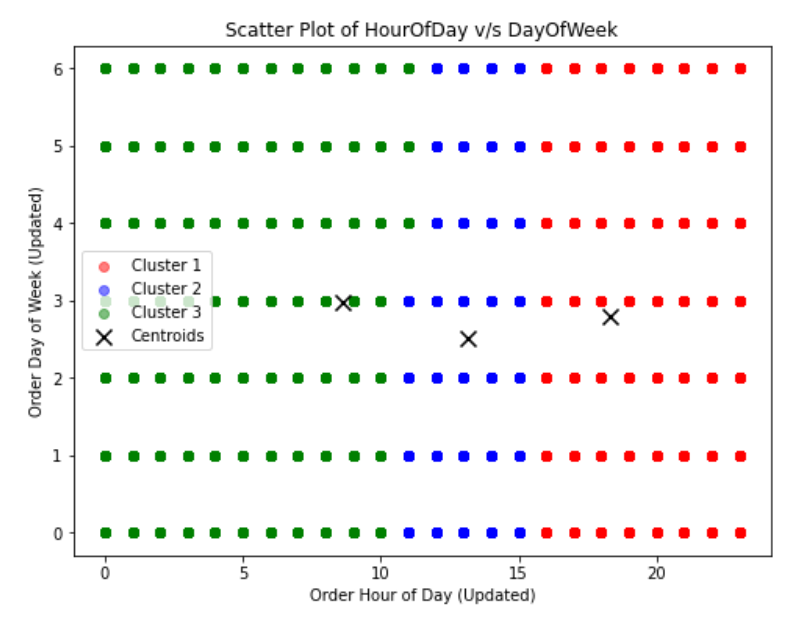 Scatter Plot of HourOfDay v/s DayOfWeek
Order Day of Week (Updated)
6
5
4
3
2
1
0
Cluster 1
Cluster 2
Cluster 3
Centroids
0 5 10 15 20
Order Hour of Day (Updated)